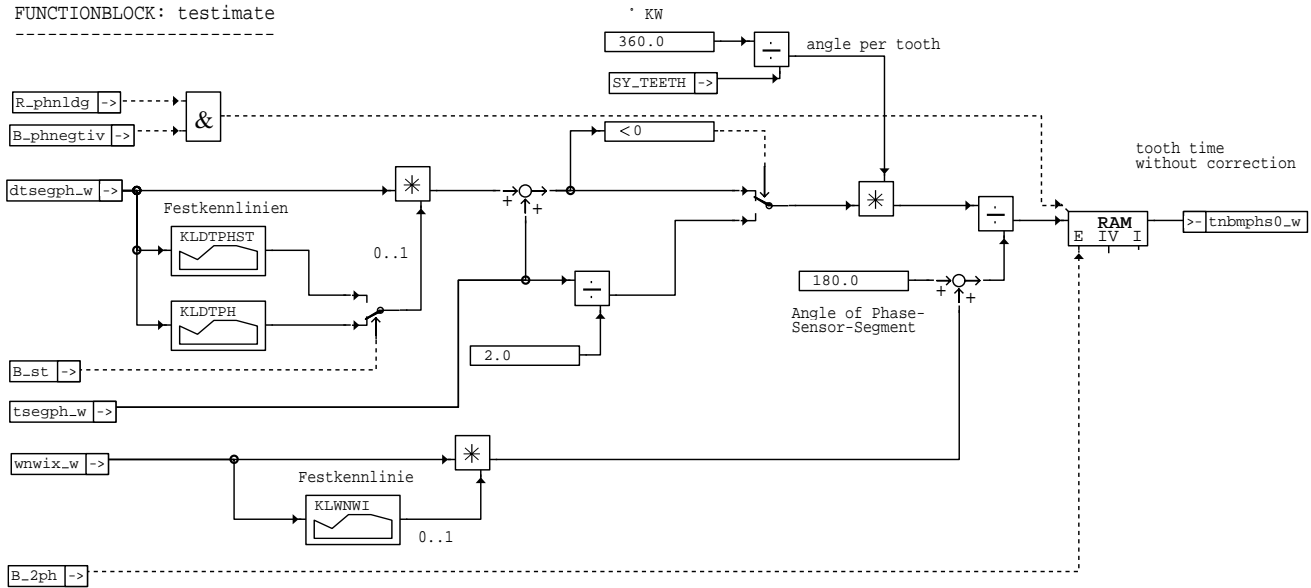 FUNCTIONBLOCK: testimate
° KW
360.0
÷
angle per tooth
SY_TEETH ->
R_phnldg ->
&
B_phnegtiv ->
<0
tooth time
without correction
dtsegph_w ->
*
+
+
*
÷
RAM
E IV I
>- tnbmphs0_w
Festkennlinien
KLDTPHST
0..1
÷
180.0
+
+
KLDTPH
Angle of Phase-
Sensor-Segment
2.0
B_st ->
tsegph_w ->
wnwix_w ->
*
Festkennlinie
KLWNWI
0..1
B_2ph ->